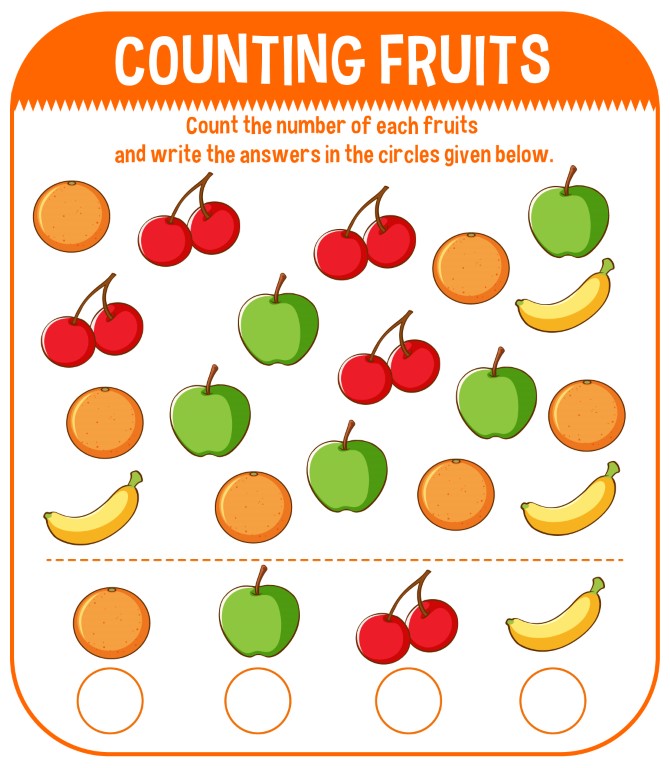 COUNTING FRUITS
Count the number of each fruits
and write the answers in the circles given below.